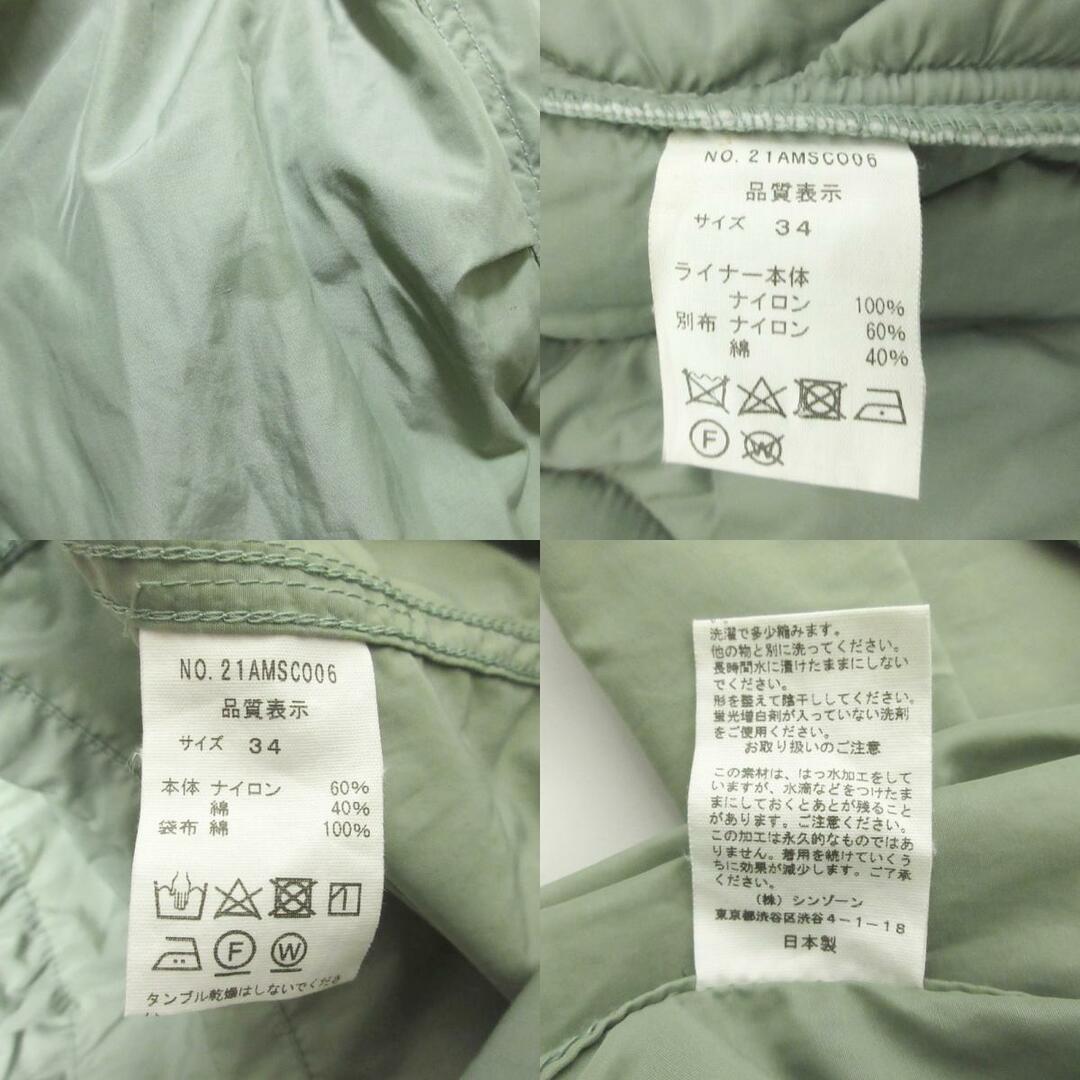 NO. 21AMSC006
品質表示
サイズ 34
ライナー本体
ナイロン 100%
別布 ナイロン 60%
綿 40%
F
W
NO. 21AMSC006
品質表示
サイズ 34
本体 ナイロン 60%
綿 40%
袋布 綿 100%
F
W
タンブル乾燥はしないでくださ
洗濯で多少縮みます。
他の物と別に洗ってください。
長時間水に漬けたままにしない
でください。
形を整えて陰干ししてください。
蛍光増白剤が入っていない洗剤
をご使用ください。
お取り扱いのご注意
この素材は、はっ水加工をして
いますが、水滴などをつけたま
まにしておくとあとが残ること
があります。ご注意ください。
この加工は永久的なものではあ
りません。着用を続けていくう
ちに効果が減少します。ご了承
ください。
(株) シンゾーン
東京都渋谷区渋谷4-1-18
日本製